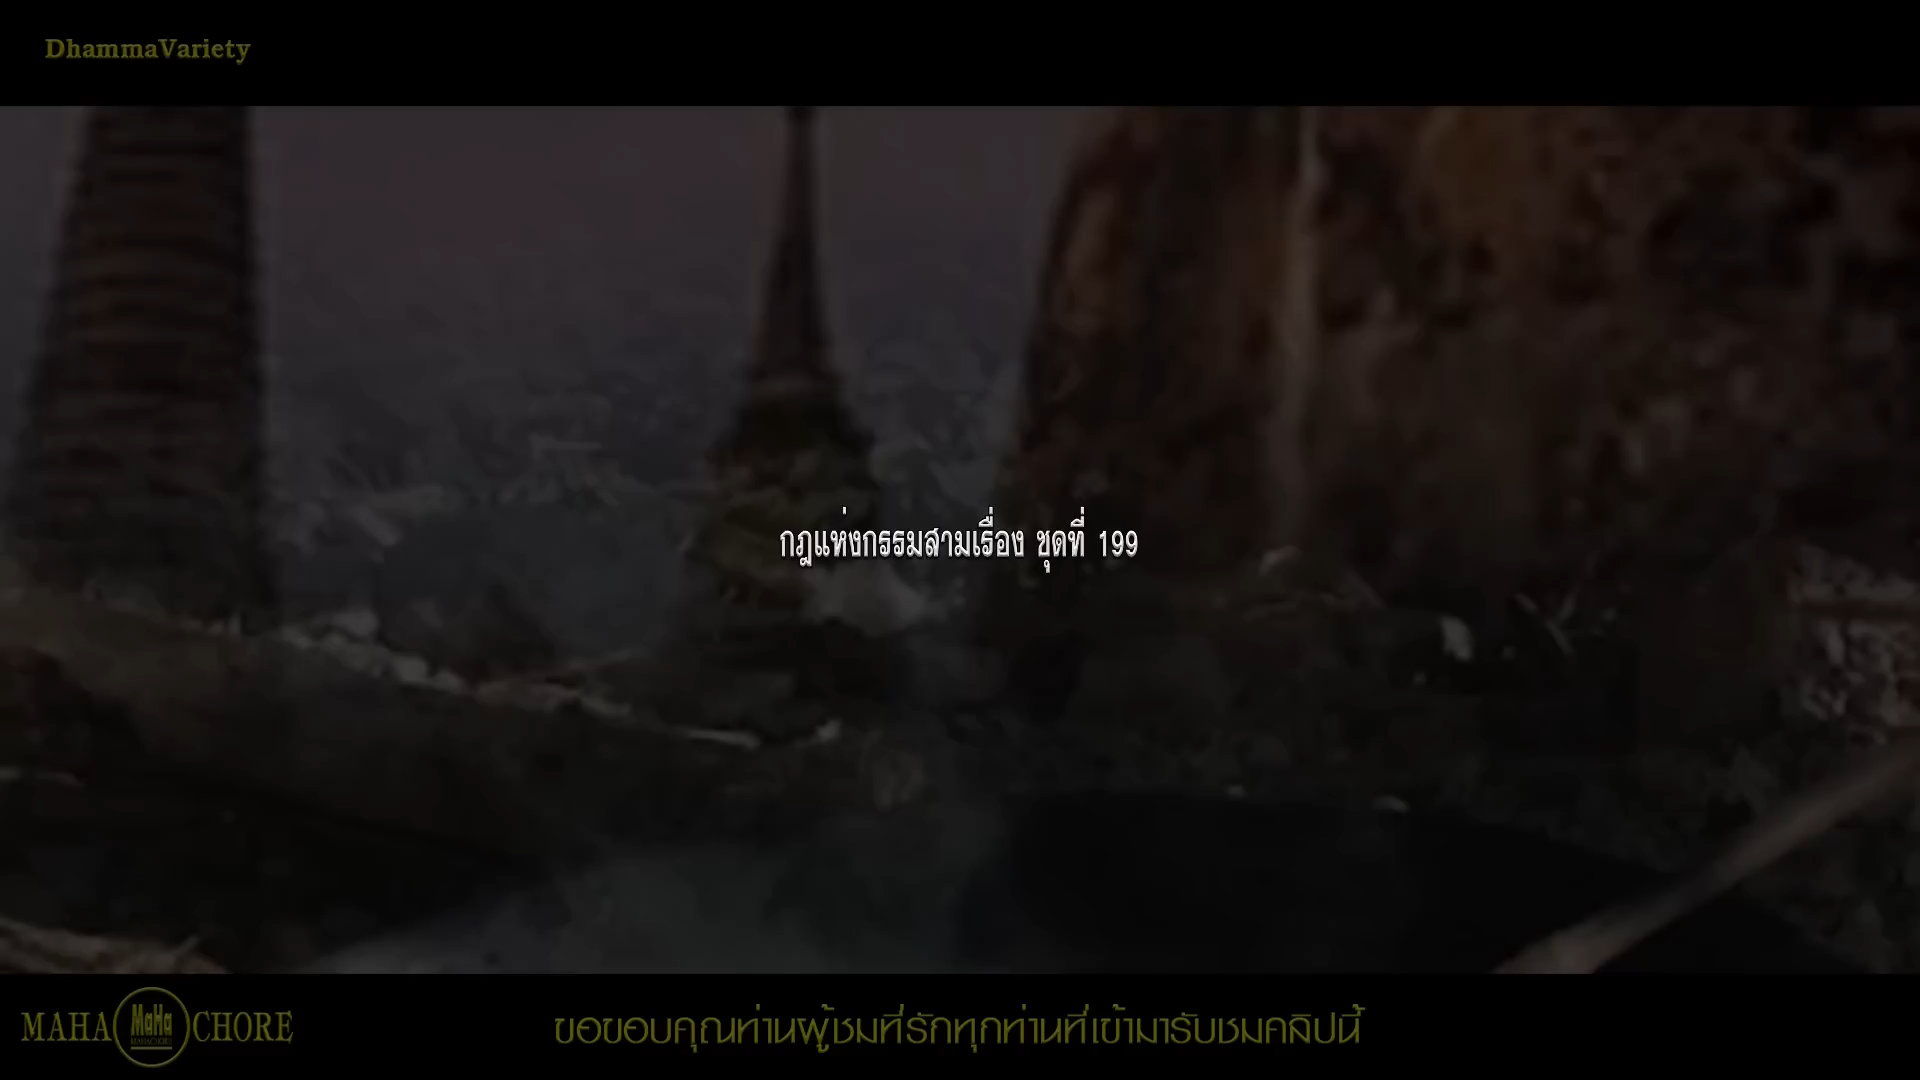 DhammaVariety
กฎแห่งกรรมสามเรื่อง ชุดที่ 199
MAHA MaHa CHORE
MAHACHORE
ขอขอบคุณท่านผู้ชมที่รักทุกท่านที่เข้ามารับชมคลิปนี้